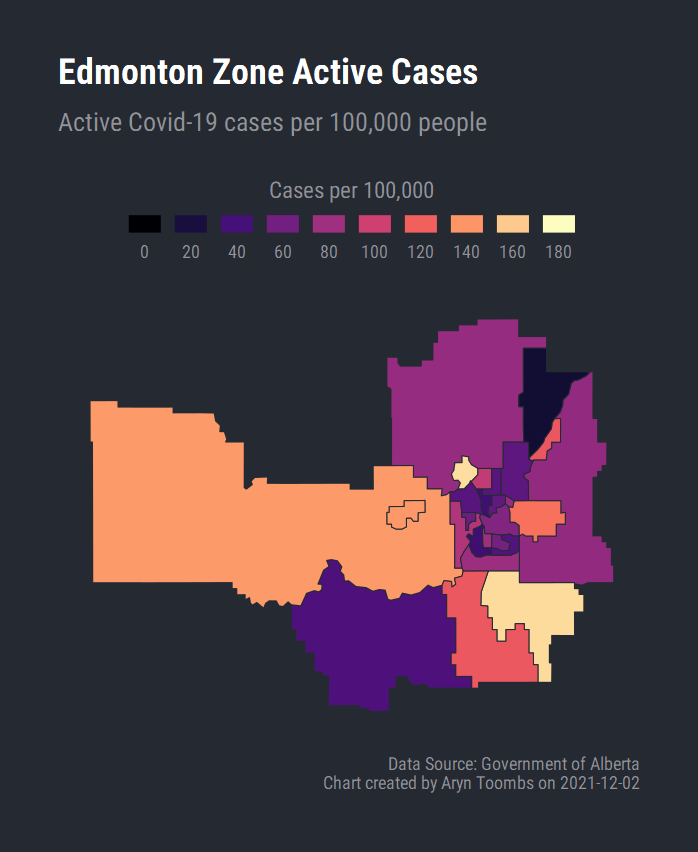 Edmonton Zone Active Cases
Active Covid-19 cases per 100,000 people
Cases per 100,000
0 20 40 60 80 100 120 140 160 180
Data Source: Government of Alberta
Chart created by Aryn Toombs on 2021-12-02